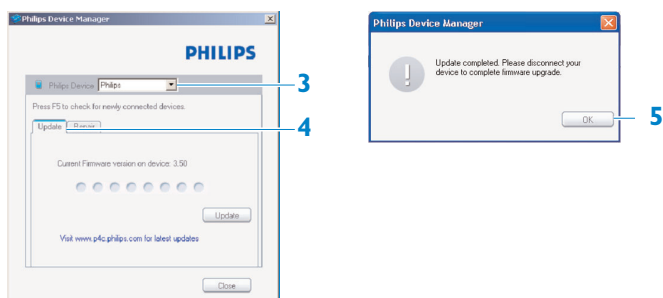 Philips Device Manager
PHILIPS
Philips Device Philips
3
Press F5 to check for newly connected devices.
Update Repair
4
Current Firmware version on device: 3.50
Update
Visit www.p4c.philips.com for latest updates
Close
Philips Device Manager
Update completed. Please disconnect your
device to complete firmware upgrade.
OK
5